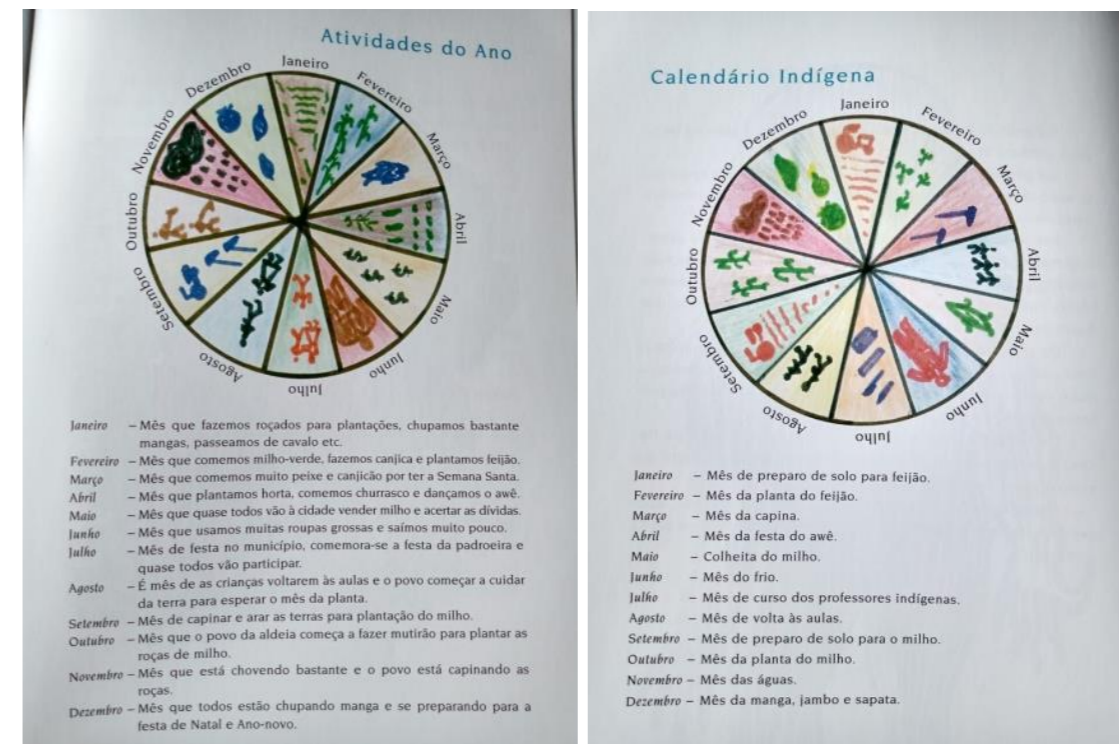 Atividades do Ano
Janeiro
Fevereiro
Março
Abril
Maio
Junho
Julho
Agosto
Setembro
Outubro
Novembro
Dezembro
Janeiro – Mês que fazemos roçados para plantações, chupamos bastante
mangas, passeamos de cavalo etc.
Fevereiro – Mês que comemos milho-verde, fazemos canjica e plantamos feijão.
Março – Mês que comemos muito peixe e canjicão por ter a Semana Santa.
Abril – Mês que plantamos horta, comemos churrasco e dançamos o awê.
Maio – Mês que quase todos vão à cidade vender milho e acertar as dívidas.
Junho – Mês que usamos muitas roupas grossas e saímos muito pouco.
Julho – Mês de festa no município, comemora-se a festa da padroeira e
quase todos vão participar.
Agosto – É mês de as crianças voltarem às aulas e o povo começar a cuidar
da terra para esperar o mês da planta.
Setembro – Mês de capinar e arar as terras para plantação do milho.
Outubro – Mês que o povo da aldeia começa a fazer mutirão para plantar as
roças de milho.
Novembro – Mês que está chovendo bastante e o povo está capinando as
roças.
Dezembro – Mês que todos estão chupando manga e se preparando para a
festa de Natal e Ano-novo.
Calendário Indígena
Janeiro
Fevereiro
Março
Abril
Maio
Junho
Julho
Agosto
Setembro
Outubro
Novembro
Dezembro
Janeiro – Mês de preparo de solo para feijão.
Fevereiro – Mês da planta do feijão.
Março – Mês da capina.
Abril – Mês da festa do awê.
Maio – Colheita do milho.
Junho – Mês do frio.
Julho – Mês de curso dos professores indígenas.
Agosto – Mês de volta às aulas.
Setembro – Mês de preparo de solo para o milho.
Outubro – Mês da planta do milho.
Novembro – Mês das águas.
Dezembro – Mês da manga, jambo e sapata.